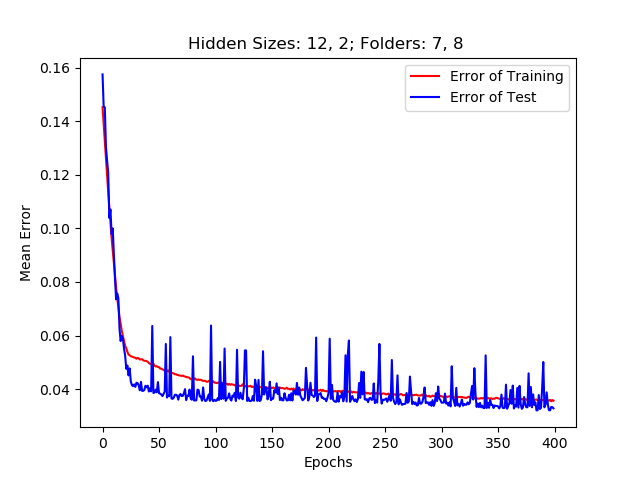 Hidden Sizes: 12, 2; Folders: 7, 8
Error of Training
Error of Test
0.16
0.14
0.12
0.10
0.08
0.06
0.04
Mean Error
0 50 100 150 200 250 300 350 400
Epochs